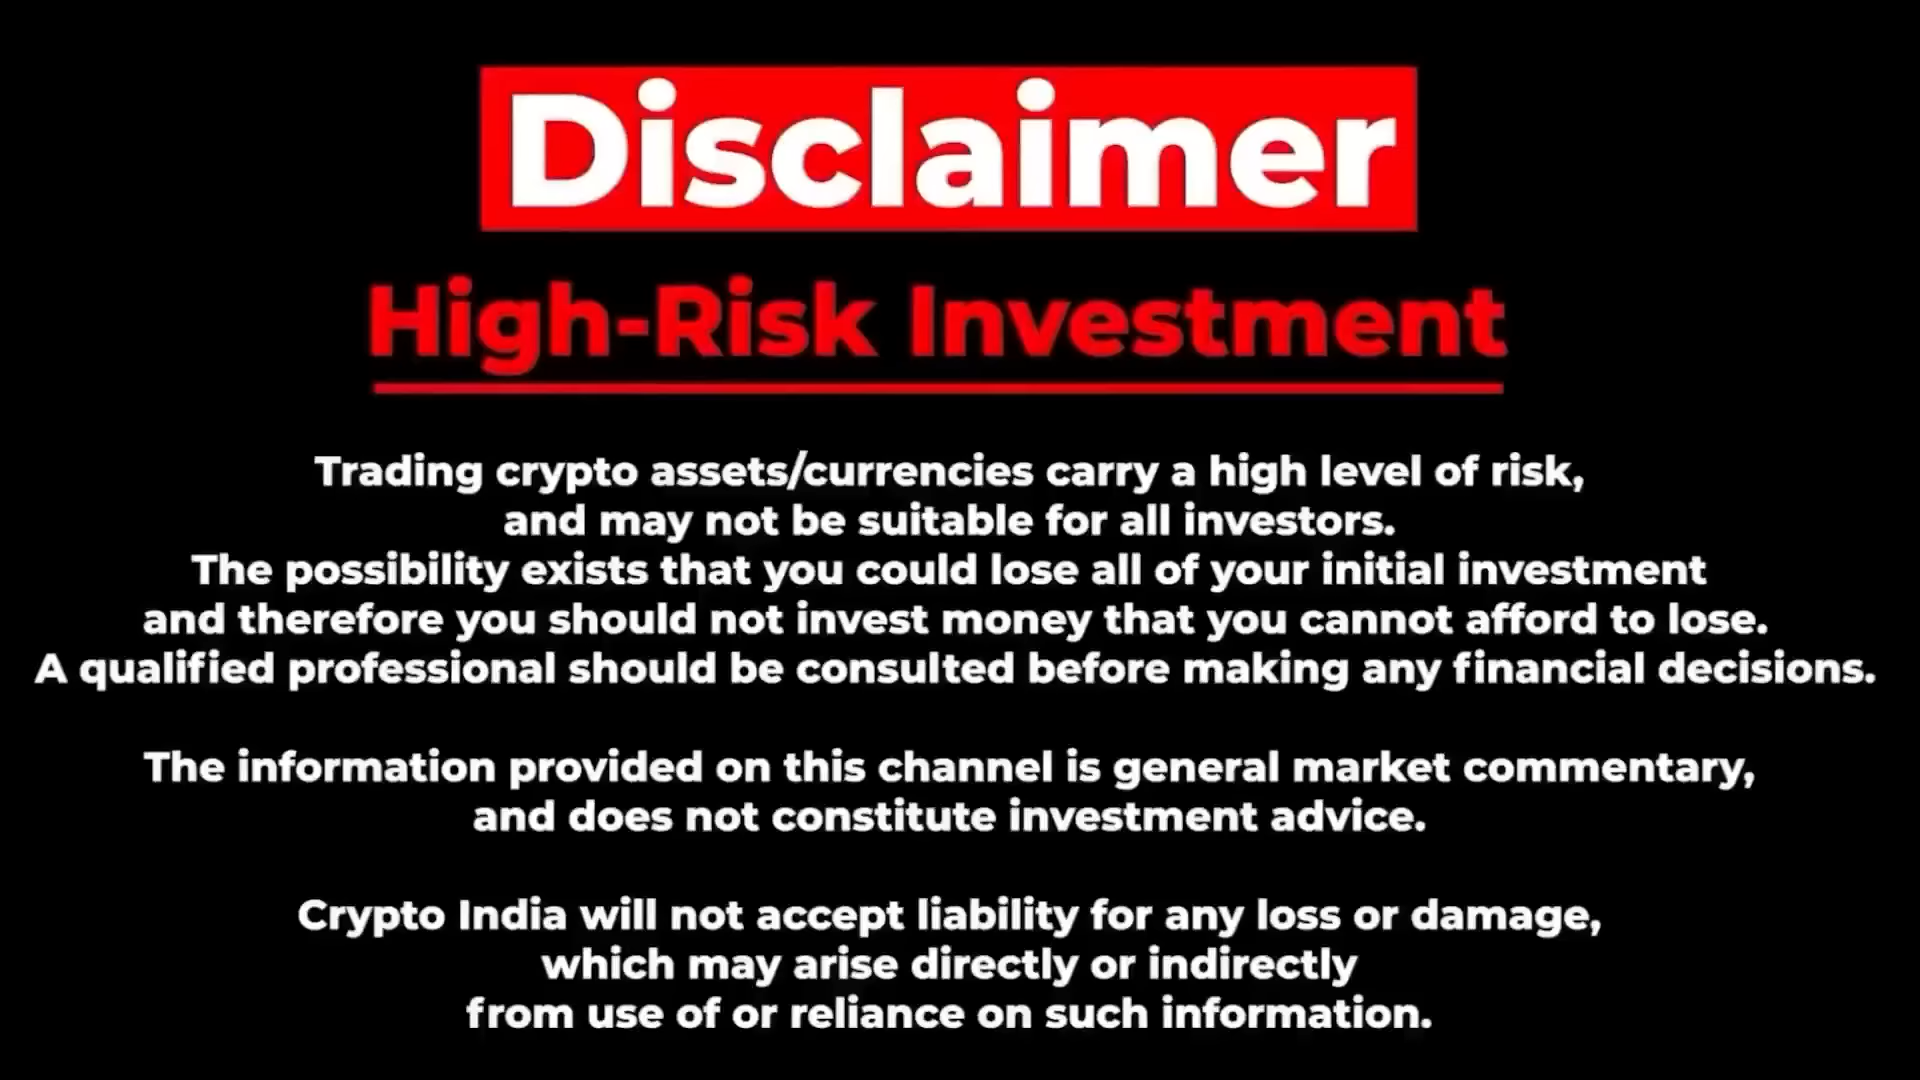 Disclaimer
High-Risk Investment
Trading crypto assets/currencies carry a high level of risk,
and may not be suitable for all investors.
The possibility exists that you could lose all of your initial investment
and therefore you should not invest money that you cannot afford to lose.
A qualified professional should be consulted before making any financial decisions.
The information provided on this channel is general market commentary,
and does not constitute investment advice.
Crypto India will not accept liability for any loss or damage,
which may arise directly or indirectly
from use of or reliance on such information.